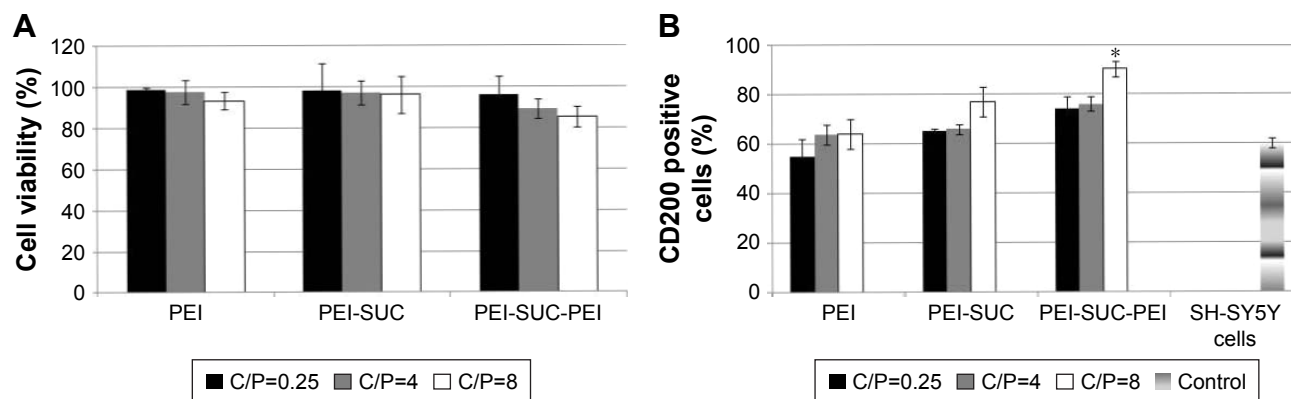 A
Cell viability (%)
120
100
80
60
40
20
0
PEI
PEI-SUC
PEI-SUC-PEI
C/P=0.25 C/P=4 C/P=8
B
CD200 positive
cells (%)
100
80
60
40
20
0
*
PEI
PEI-SUC
PEI-SUC-PEI
SH-SY5Y
cells
C/P=0.25 C/P=4 C/P=8 Control